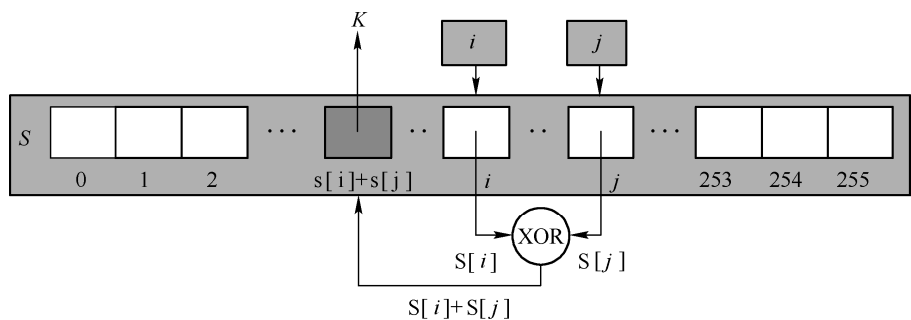 K
i
j
S
... .. .. ...
0 1 2 s[i]+s[j] i j 253 254 255
XOR
S[i] S[j]
S[i]+S[j]